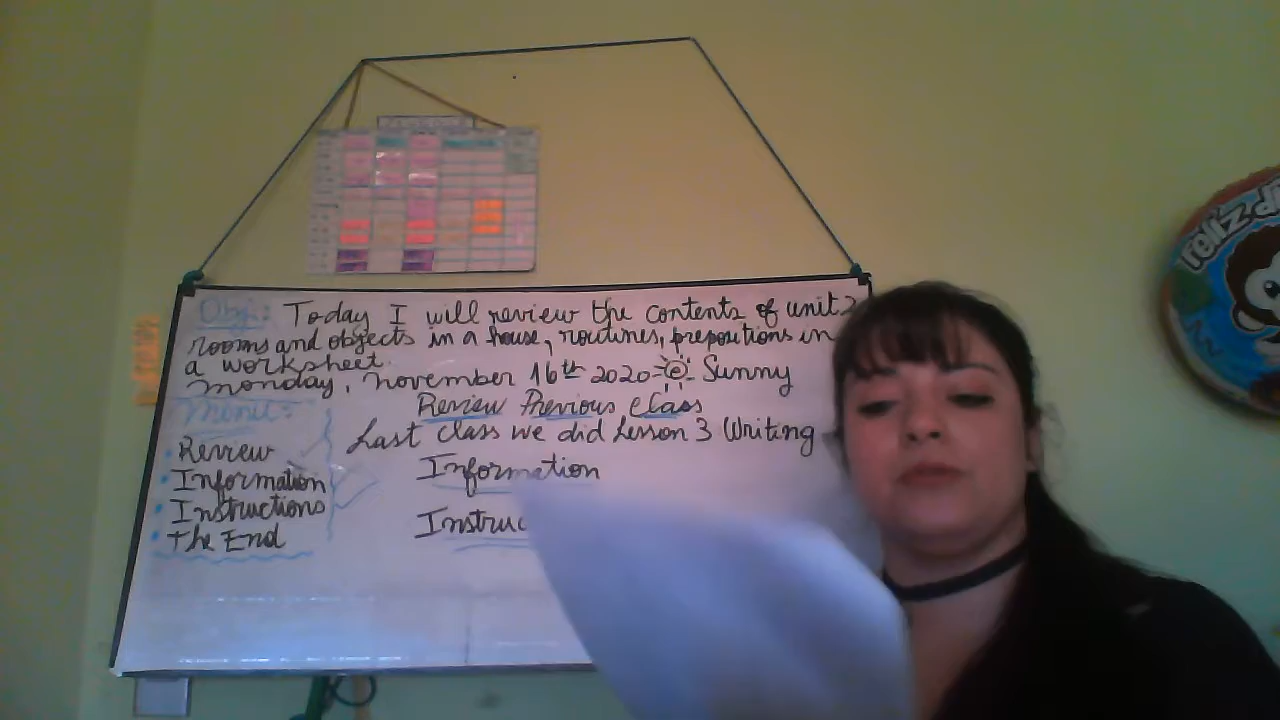 Obj: Today I will review the contents of unit 2
rooms and objects in a house, routines, prepositions in
a worksheet.
Monday, november 16th 2020 Sunny
Review Previous Class
Last class we did Lesson 3 Writing
Information
Instruc
Menu:
• Review
• Information
• Instructions
• The End
Feliz di